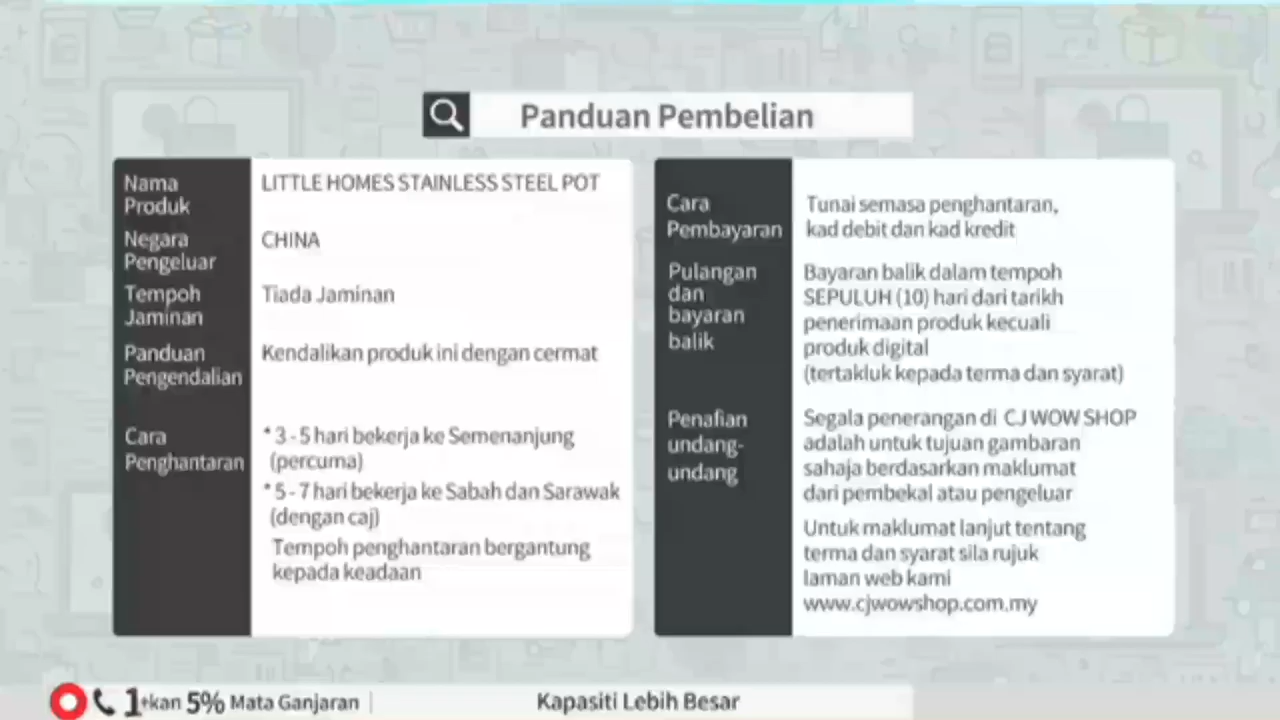 Panduan Pembelian
Nama
Produk
LITTLE HOMES STAINLESS STEEL POT
Negara
Pengeluar
CHINA
Tempoh
Jaminan
Tiada Jaminan
Panduan
Pengendalian
Kendalikan produk ini dengan cermat
Cara
Penghantaran
* 3 - 5 hari bekerja ke Semenanjung
(percuma)
* 5 - 7 hari bekerja ke Sabah dan Sarawak
(dengan caj)
Tempoh penghantaran bergantung
kepada keadaan
Cara
Pembayaran
Tunai semasa penghantaran,
kad debit dan kad kredit
Pulangan
dan
bayaran
balik
Bayaran balik dalam tempoh
SEPULUH (10) hari dari tarikh
penerimaan produk kecuali
produk digital
(tertakluk kepada terma dan syarat)
Penafian
undang-
undang
Segala penerangan di CJ WOW SHOP
adalah untuk tujuan gambaran
sahaja berdasarkan maklumat
dari pembekal atau pengeluar
Untuk maklumat lanjut tentang
terma dan syarat sila rujuk
laman web kami
www.cjwowshop.com.my
5% Mata Ganjaran
Kapasiti Lebih Besar